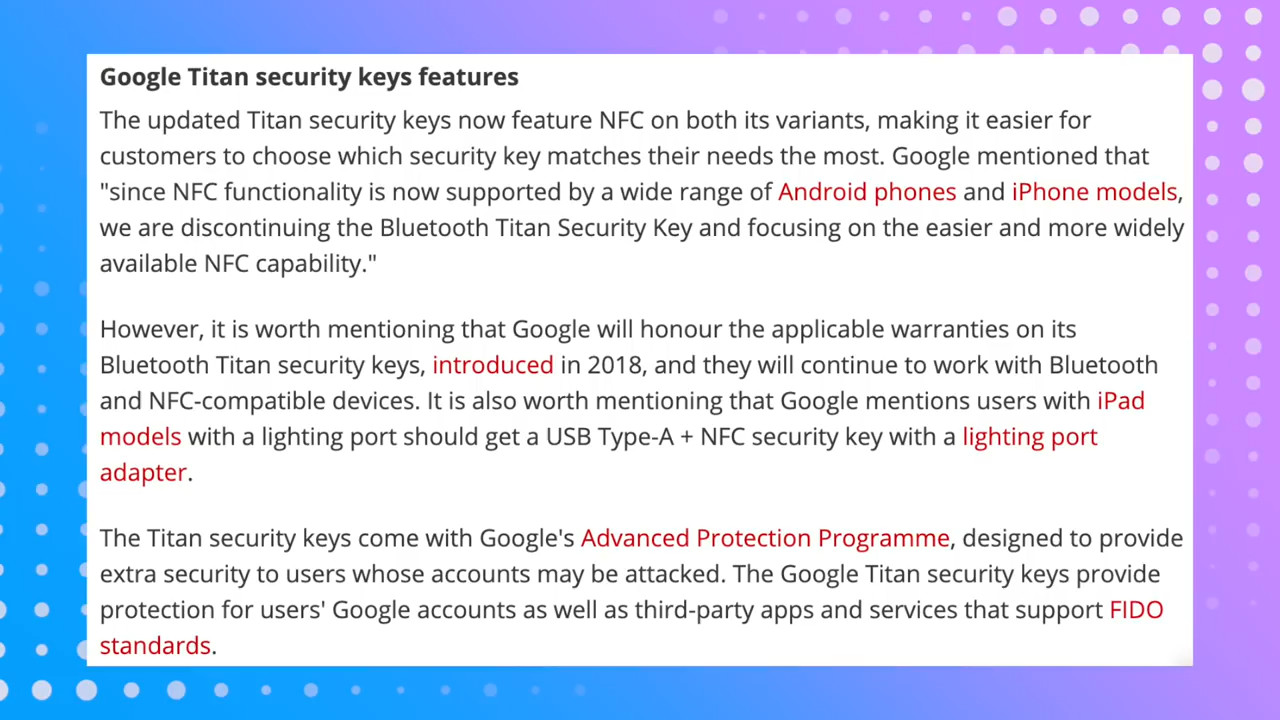 Google Titan security keys features
The updated Titan security keys now feature NFC on both its variants, making it easier for
customers to choose which security key matches their needs the most. Google mentioned that
"since NFC functionality is now supported by a wide range of Android phones and iPhone models,
we are discontinuing the Bluetooth Titan Security Key and focusing on the easier and more widely
available NFC capability."
However, it is worth mentioning that Google will honour the applicable warranties on its
Bluetooth Titan security keys, introduced in 2018, and they will continue to work with Bluetooth
and NFC-compatible devices. It is also worth mentioning that Google mentions users with iPad
models with a lighting port should get a USB Type-A + NFC security key with a lighting port
adapter.
The Titan security keys come with Google's Advanced Protection Programme, designed to provide
extra security to users whose accounts may be attacked. The Google Titan security keys provide
protection for users' Google accounts as well as third-party apps and services that support FIDO
standards.